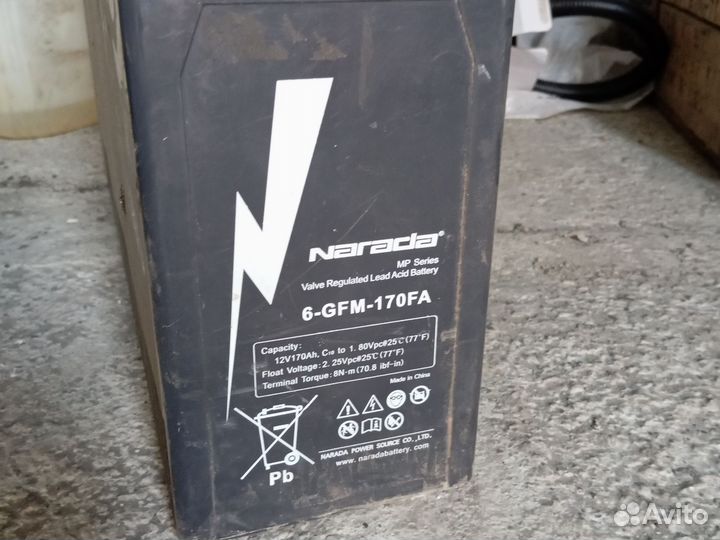 Narada®
MP Series
Valve Regulated Lead Acid Battery
6-GFM-170FA
Capacity:
12V170Ah, C₁₀ to 1.80Vpc@25℃(77℉)
Float Voltage: 2.25Vpc@25℃(77℉)
Terminal Torque: 8N·m(70.8 lbf-in)
Made in China
Pb
NARADA POWER SOURCE CO.,LTD.
www.naradabattery.com
Avito